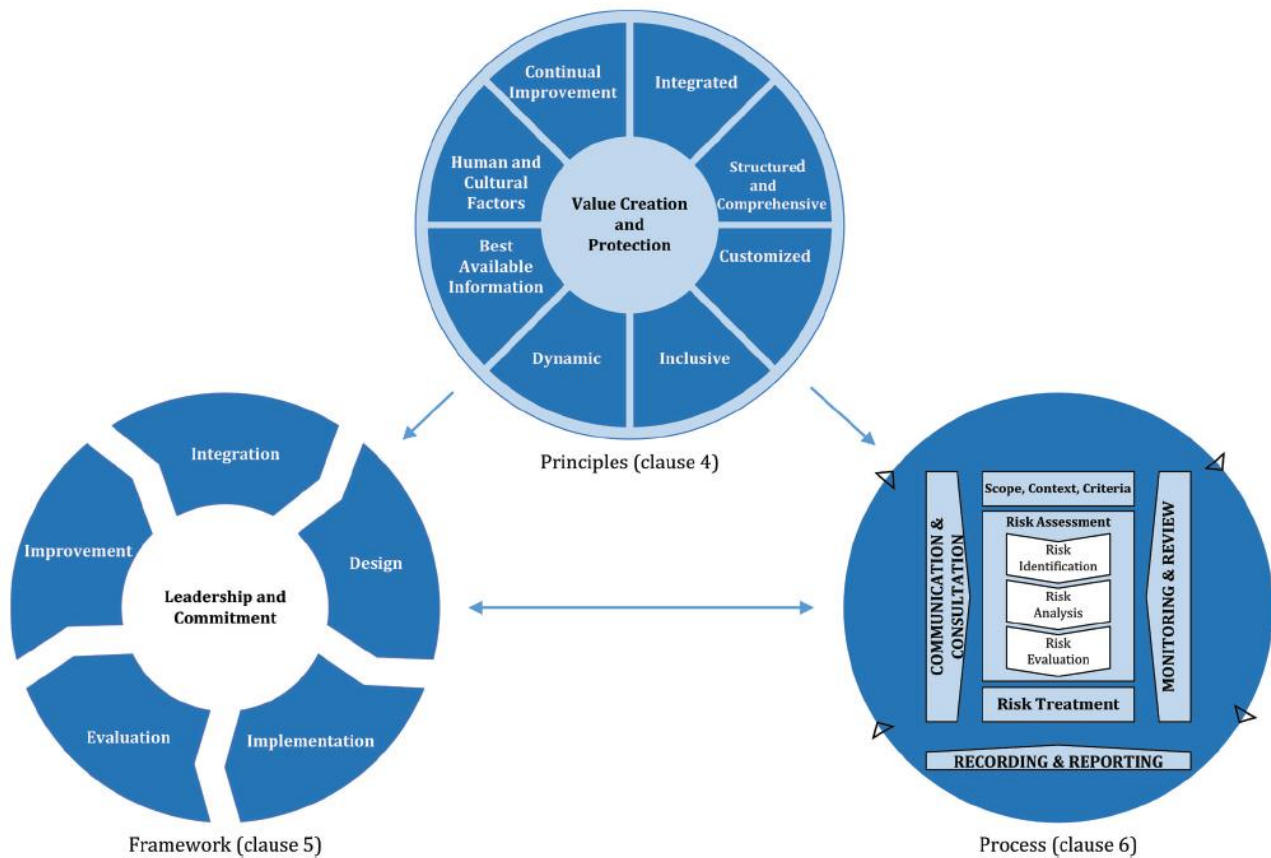 Continual
Improvement
Integrated
Structured
and
Comprehensive
Customized
Inclusive
Dynamic
Best
Available
Information
Human and
Cultural
Factors
Value Creation
and
Protection
Principles (clause 4)
Integration
Design
Implementation
Evaluation
Improvement
Leadership and
Commitment
Framework (clause 5)
Scope, Context, Criteria
Risk Assessment
Risk
Identification
Risk
Analysis
Risk
Evaluation
Risk Treatment
COMMUNICATION &
CONSULTATION
MONITORING & REVIEW
RECORDING & REPORTING
Process (clause 6)